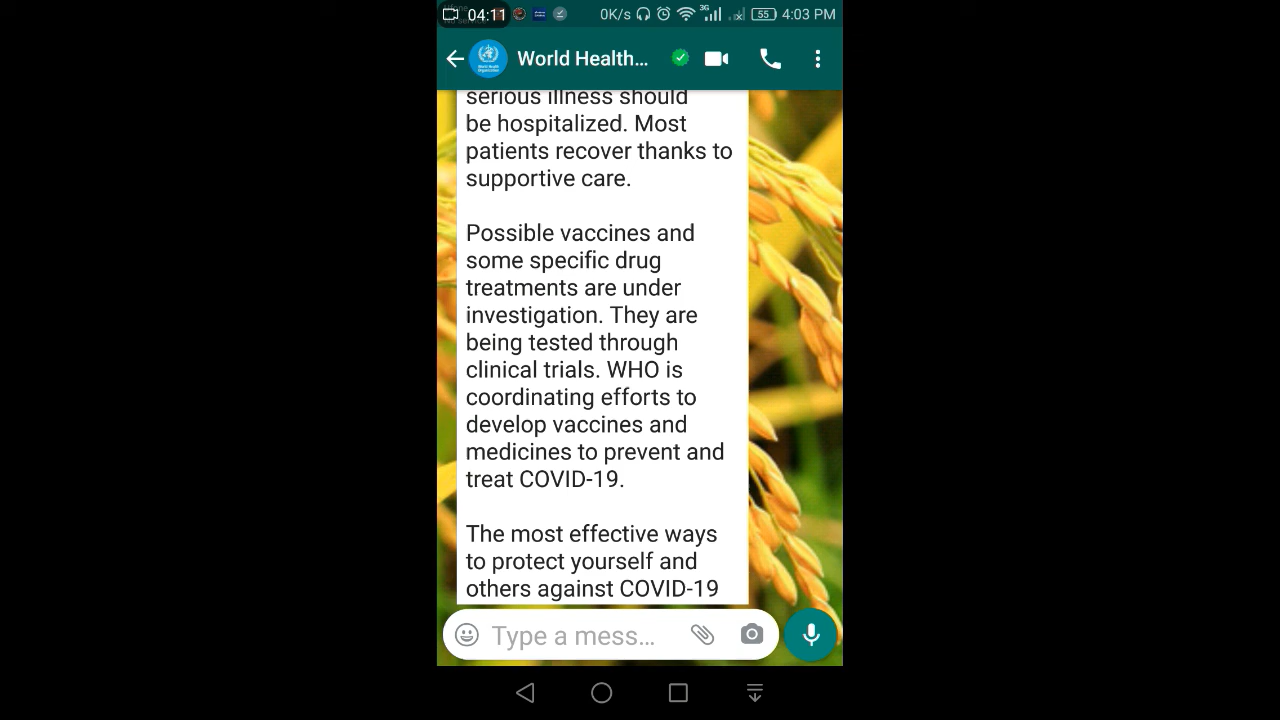 04:11
0K/s
3G
55
4:03 PM
World Health...
serious illness should
be hospitalized. Most
patients recover thanks to
supportive care.
Possible vaccines and
some specific drug
treatments are under
investigation. They are
being tested through
clinical trials. WHO is
coordinating efforts to
develop vaccines and
medicines to prevent and
treat COVID-19.
The most effective ways
to protect yourself and
others against COVID-19
Type a mess...